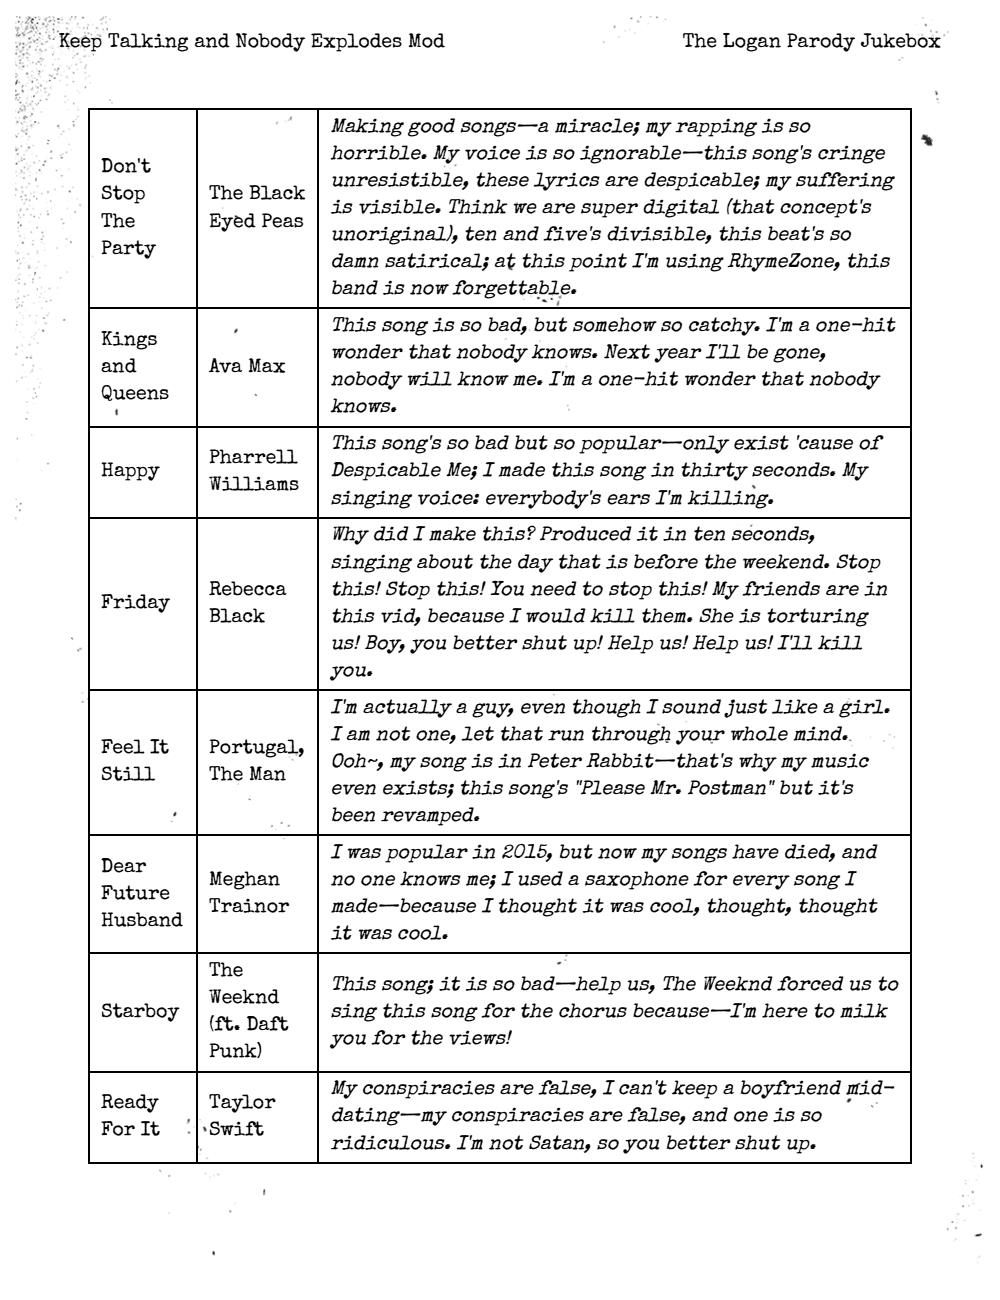 Keep Talking and Nobody Explodes Mod
The Logan Parody Jukebox
Don't
Stop
The
Party
The Black
Eyed Peas
Making good songs—a miracle; my rapping is so
horrible. My voice is so ignorable—this song's cringe
unresistible, these lyrics are despicable; my suffering
is visible. Think we are super digital (that concept's
unoriginal), ten and five's divisible, this beat's so
damn satirical; at this point I'm using RhymeZone, this
band is now forgettable.
Kings
and
Queens
Ava Max
This song is so bad, but somehow so catchy. I'm a one-hit
wonder that nobody knows. Next year I'll be gone,
nobody will know me. I'm a one-hit wonder that nobody
knows.
Happy
Pharrell
Williams
This song's so bad but so popular—only exist 'cause of
Despicable Me; I made this song in thirty seconds. My
singing voice: everybody's ears I'm killing.
Friday
Rebecca
Black
Why did I make this? Produced it in ten seconds,
singing about the day that is before the weekend. Stop
this! Stop this! You need to stop this! My friends are in
this vid, because I would kill them. She is torturing
us! Boy, you better shut up! Help us! Help us! I'll kill
you.
Feel It
Still
Portugal,
The Man
I'm actually a guy, even though I sound just like a girl.
I am not one, let that run through your whole mind.
Ooh~, my song is in Peter Rabbit—that's why my music
even exists; this song's "Please Mr. Postman" but it's
been revamped.
Dear
Future
Husband
Meghan
Trainor
I was popular in 2015, but now my songs have died, and
no one knows me; I used a saxophone for every song I
made—because I thought it was cool, thought, thought
it was cool.
Starboy
The
Weeknd
(ft. Daft
Punk)
This song; it is so bad—help us, The Weeknd forced us to
sing this song for the chorus because—I'm here to milk
you for the views!
Ready
For It
Taylor
Swift
My conspiracies are false, I can't keep a boyfriend mid-
dating—my conspiracies are false, and one is so
ridiculous. I'm not Satan, so you better shut up.